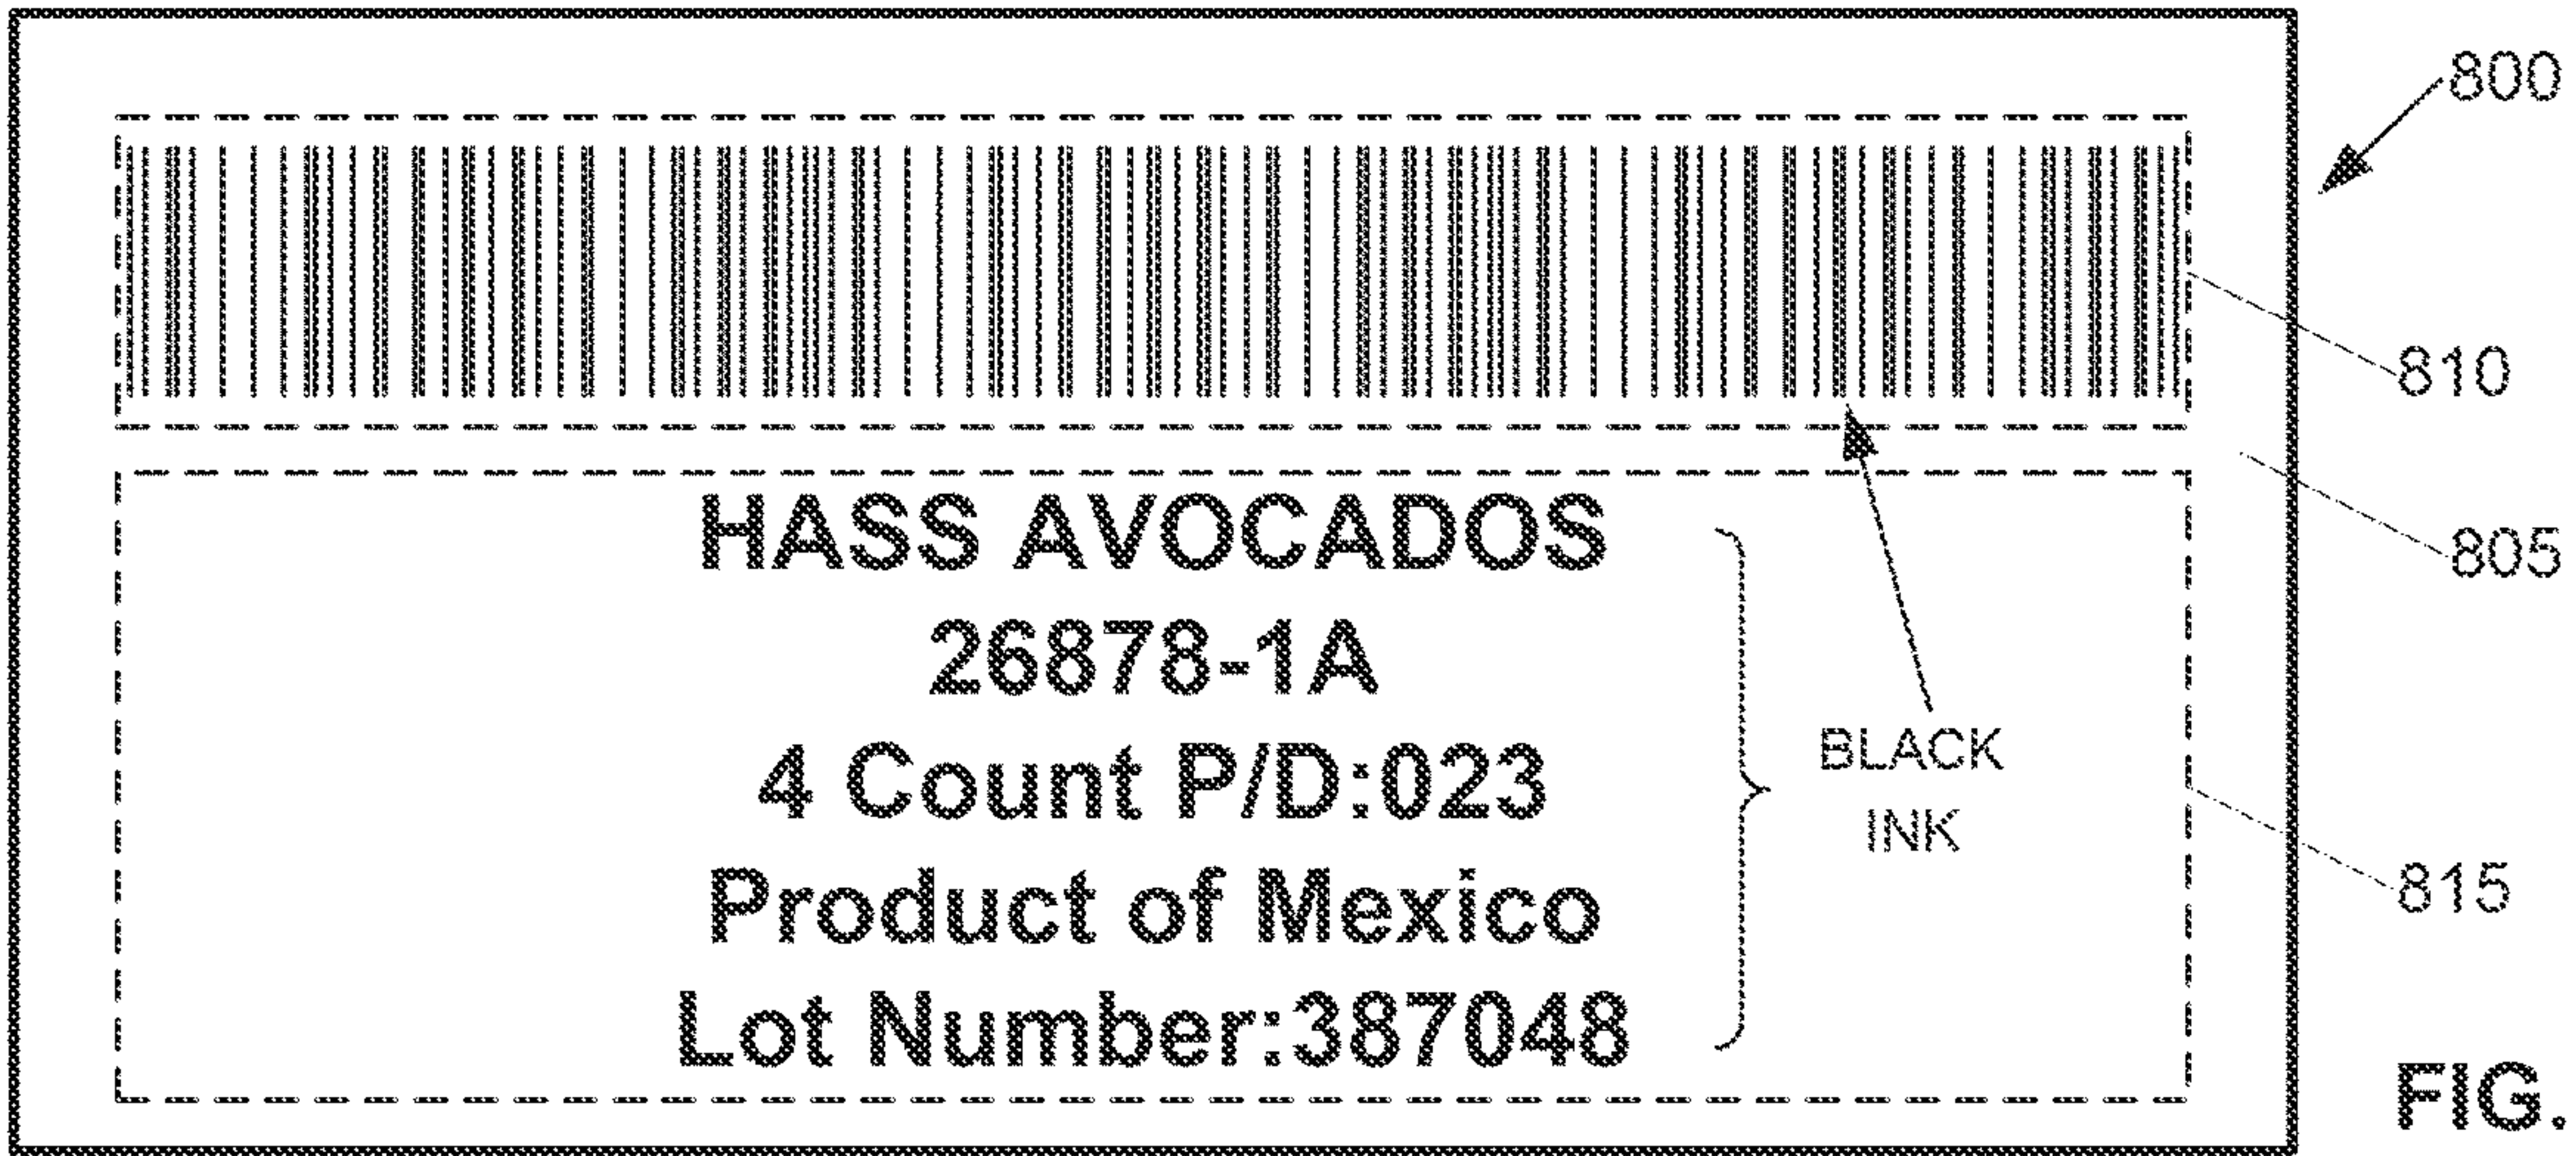 800
810
805
HASS AVOCADOS
26878-1A
4 Count P/D:023
Product of Mexico
Lot Number:387048
BLACK
INK
815
FIG.